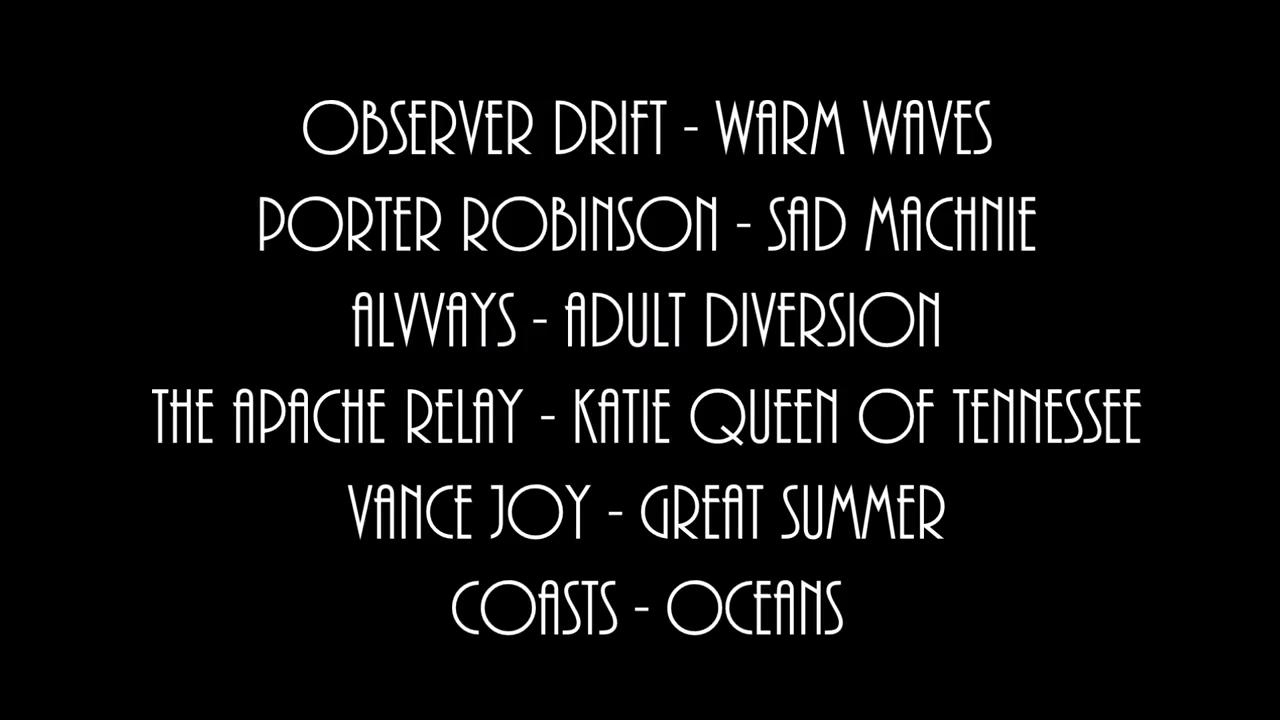 OBSERVER DRIFT - WARM WAVES
PORTER ROBINSON - SAD MACHNIE
ALVVAYS - ADULT DIVERSION
THE APACHE RELAY - KATIE QUEEN OF TENNESSEE
VANCE JOY - GREAT SUMMER
COASTS - OCEANS